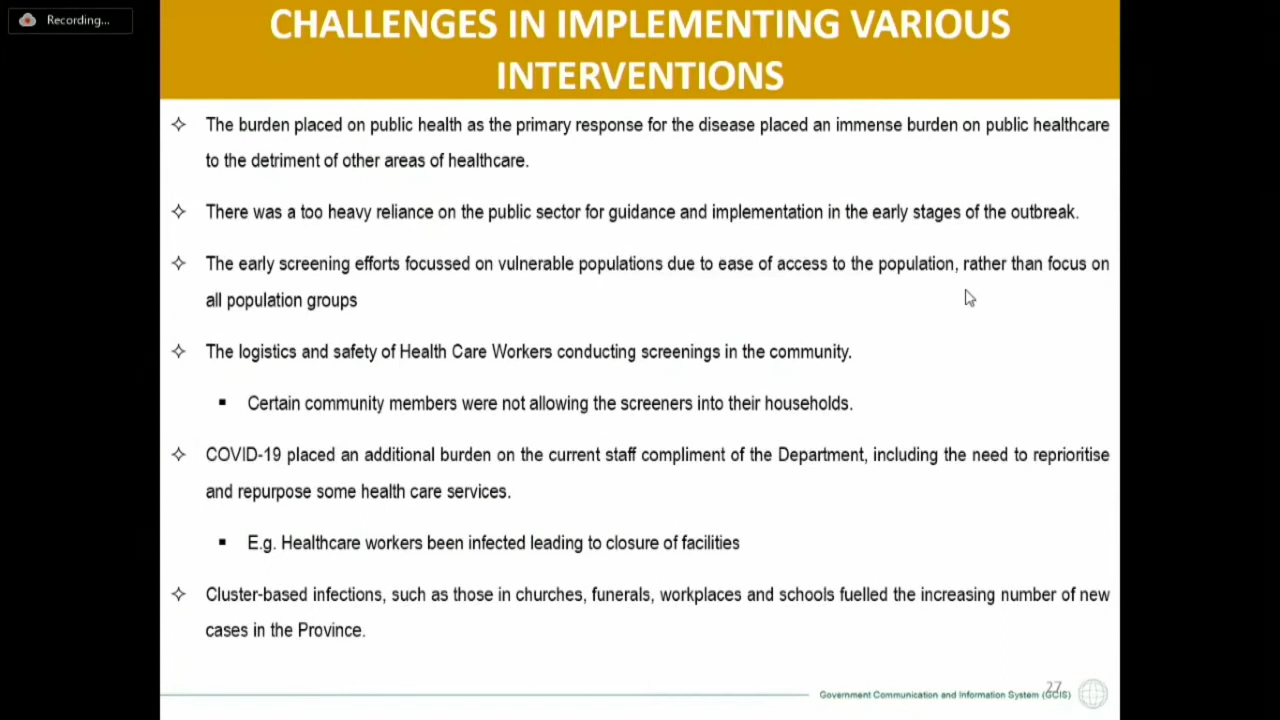 Recording...
CHALLENGES IN IMPLEMENTING VARIOUS
INTERVENTIONS
The burden placed on public health as the primary response for the disease placed an immense burden on public healthcare
to the detriment of other areas of healthcare.
There was a too heavy reliance on the public sector for guidance and implementation in the early stages of the outbreak.
The early screening efforts focussed on vulnerable populations due to ease of access to the population, rather than focus on
all population groups
The logistics and safety of Health Care Workers conducting screenings in the community.
Certain community members were not allowing the screeners into their households.
COVID-19 placed an additional burden on the current staff compliment of the Department, including the need to reprioritise
and repurpose some health care services.
E.g. Healthcare workers been infected leading to closure of facilities
Cluster-based infections, such as those in churches, funerals, workplaces and schools fuelled the increasing number of new
cases in the Province.
Government Communication and Information System (GCIS)
27